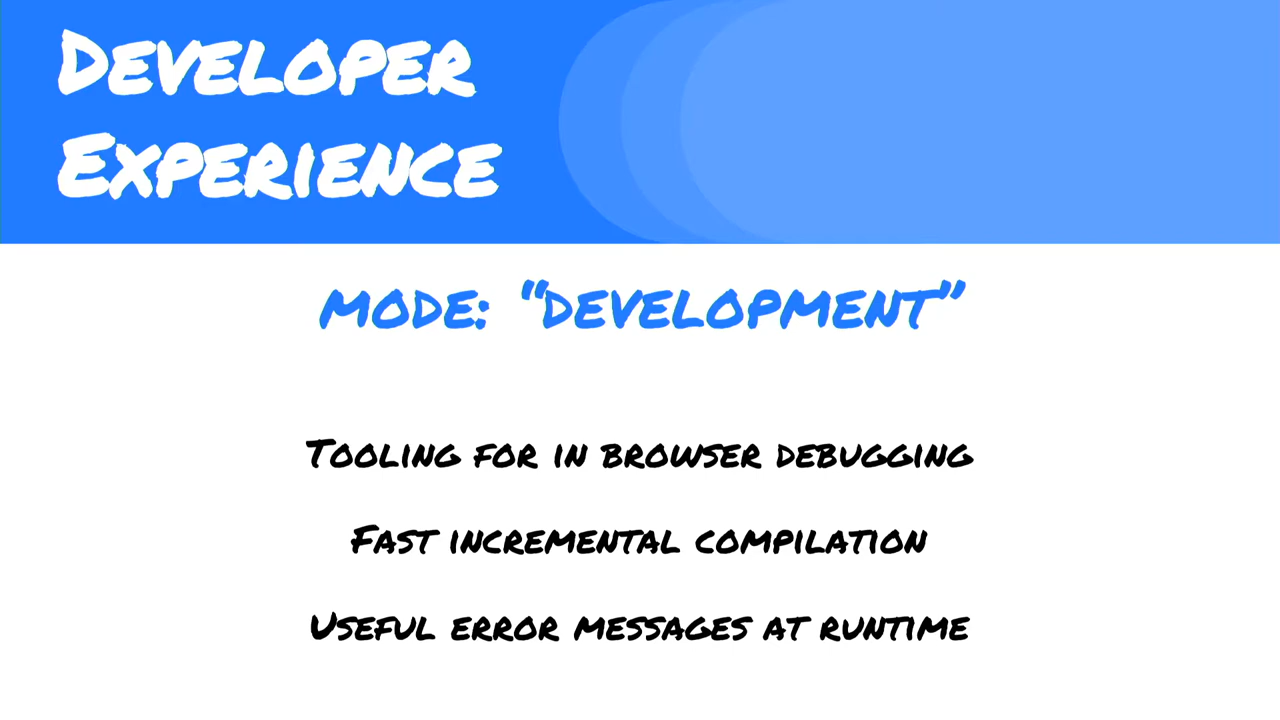 Developer
Experience
mode: “development”
Tooling for in browser debugging
Fast incremental compilation
Useful error messages at runtime